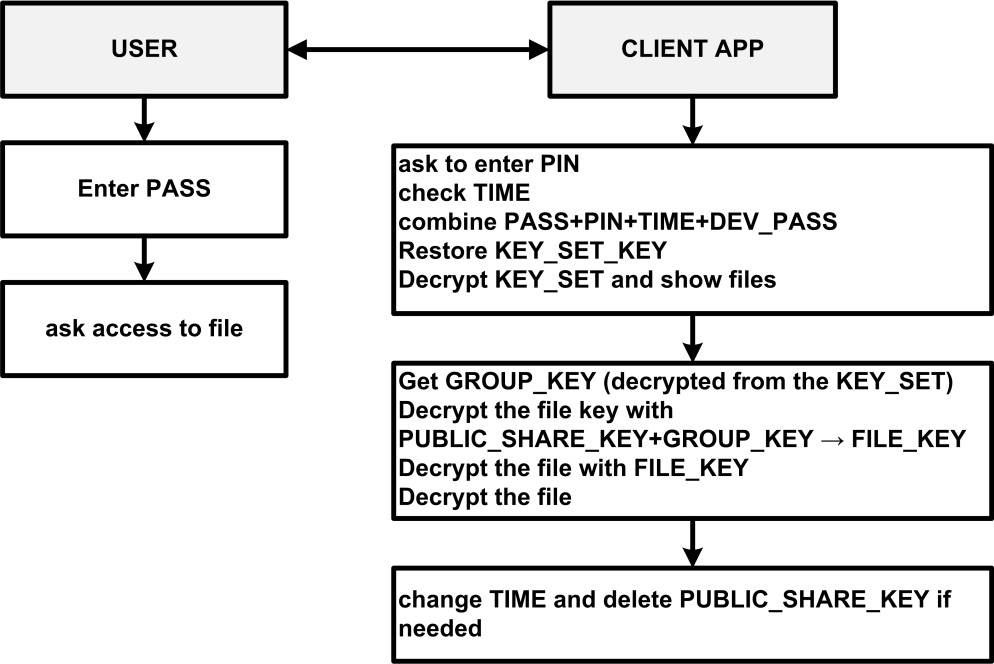 USER
CLIENT APP
Enter PASS
ask access to file
ask to enter PIN
check TIME
combine PASS+PIN+TIME+DEV_PASS
Restore KEY_SET_KEY
Decrypt KEY_SET and show files
Get GROUP_KEY (decrypted from the KEY_SET)
Decrypt the file key with
PUBLIC_SHARE_KEY+GROUP_KEY → FILE_KEY
Decrypt the file with FILE_KEY
Decrypt the file
change TIME and delete PUBLIC_SHARE_KEY if
needed